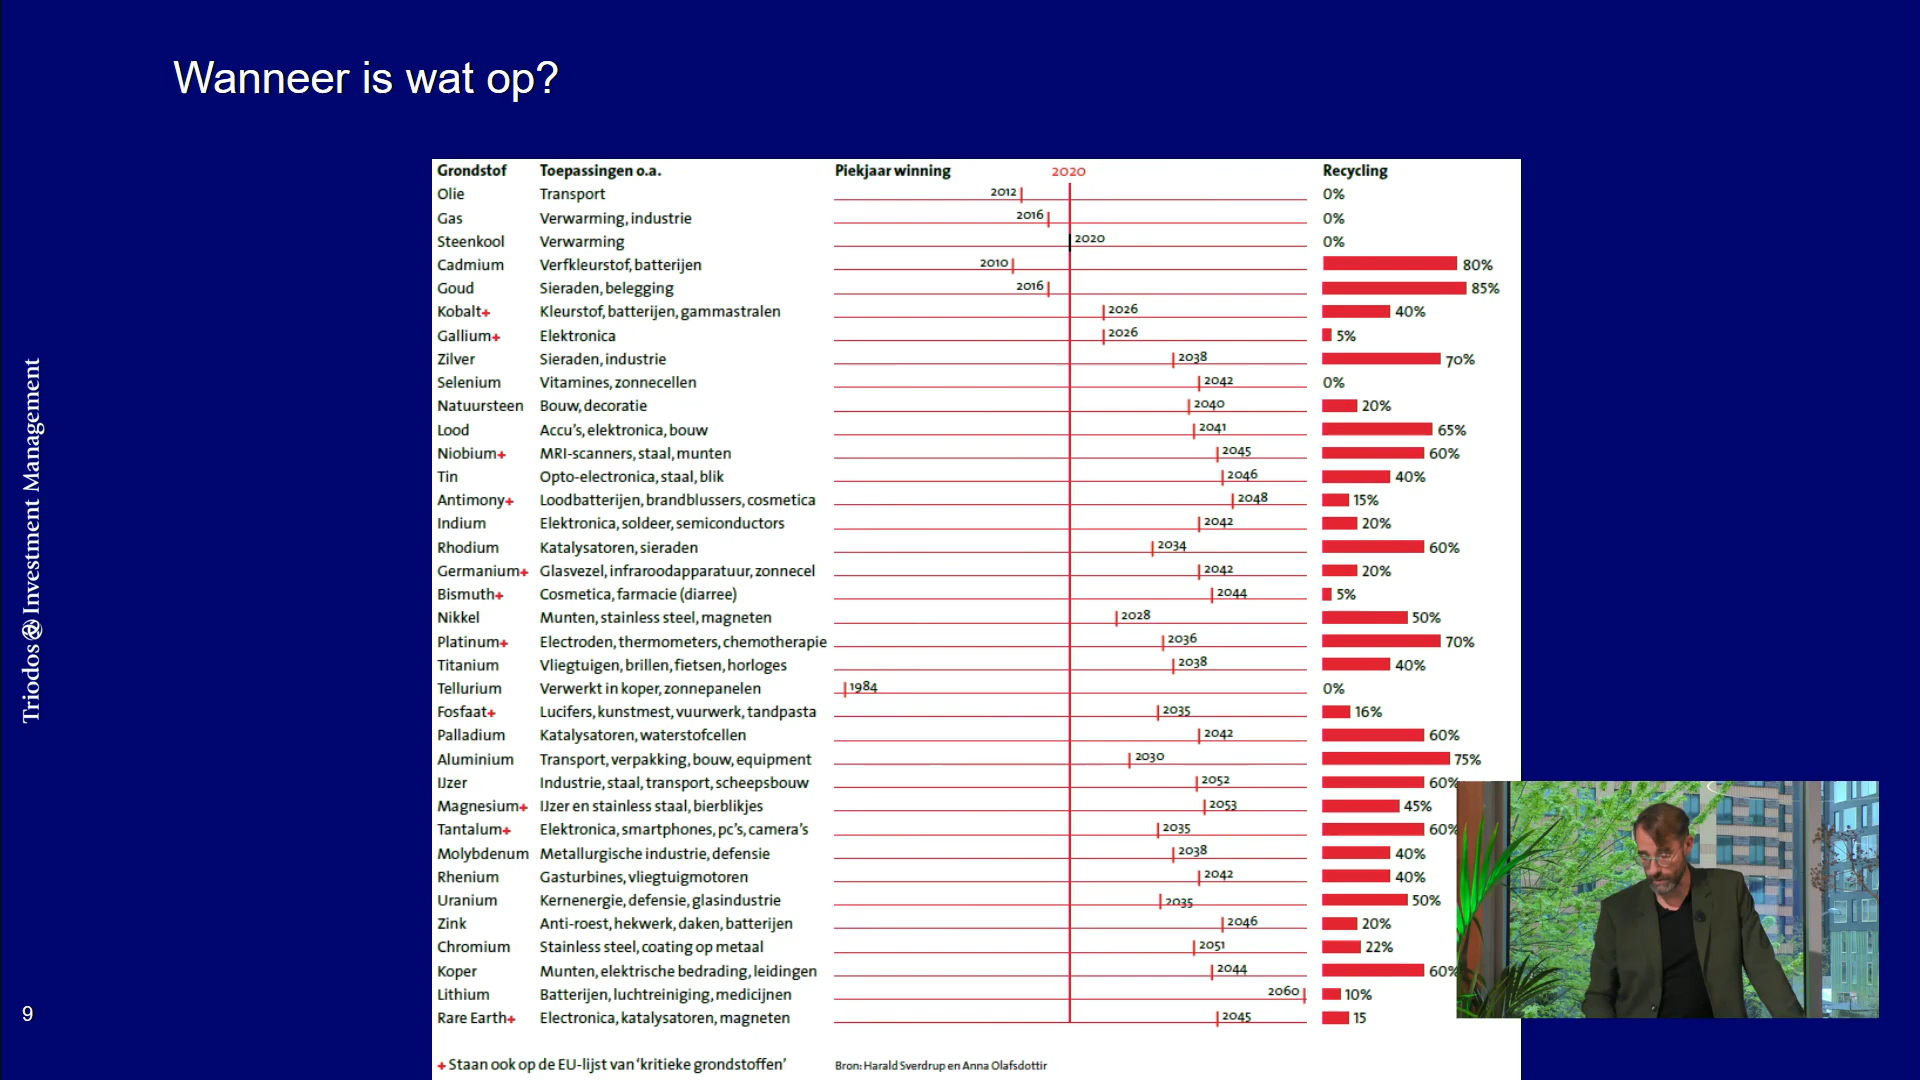 Wanneer is wat op?
Grondstof Toepassingen o.a. Piekjaar winning 2020 Recycling
Olie Transport 2012 0%
Gas Verwarming, industrie 2016 0%
Steenkool Verwarming 2020 0%
Cadmium Verfkleurstof, batterijen 2010 80%
Goud Sieraden, belegging 2016 85%
Kobalt+ Kleurstof, batterijen, gammastralen 2026 40%
Gallium+ Elektronica 2026 5%
Zilver Sieraden, industrie 2038 70%
Selenium Vitamines, zonnecellen 2042 0%
Natuursteen Bouw, decoratie 2040 20%
Lood Accu's, elektronica, bouw 2041 65%
Niobium+ MRI-scanners, staal, munten 2045 60%
Tin Opto-electronica, staal, blik 2046 40%
Antimony+ Loodbatterijen, brandblussers, cosmetica 2048 15%
Indium Elektronica, soldeer, semiconductors 2042 20%
Rhodium Katalysatoren, sieraden 2034 60%
Germanium+ Glasvezel, infraroodapparatuur, zonnecel 2042 20%
Bismuth+ Cosmetica, farmacie (diarree) 2044 5%
Nikkel Munten, stainless steel, magneten 2028 50%
Platinum+ Electroden, thermometers, chemotherapie 2036 70%
Titanium Vliegtuigen, brillen, fietsen, horloges 2038 40%
Tellurium Verwerkt in koper, zonnepanelen 1984 0%
Fosfaat+ Lucifers, kunstmest, vuurwerk, tandpasta 2035 16%
Palladium Katalysatoren, waterstofcellen 2042 60%
Aluminium Transport, verpakking, bouw, equipment 2030 75%
IJzer Industrie, staal, transport, scheepsbouw 2052 60%
Magnesium+ IJzer en stainless staal, bierblikjes 2053 45%
Tantalum+ Elektronica, smartphones, pc's, camera's 2035 60%
Molybdenum Metallurgische industrie, defensie 2038 40%
Rhenium Gasturbines, vliegtuigmotoren 2042 40%
Uranium Kernenergie, defensie, glasindustrie 2035 50%
Zink Anti-roest, hekwerk, daken, batterijen 2046 20%
Chromium Stainless steel, coating op metaal 2051 22%
Koper Munten, elektrische bedrading, leidingen 2044 60%
Lithium Batterijen, luchtreiniging, medicijnen 2060 10%
Rare Earth+ Electronica, katalysatoren, magneten 2045 15
+ Staan ook op de EU-lijst van 'kritieke grondstoffen' Bron: Harald Sverdrup en Anna Olafsdottir
Triodos Investment Management
9